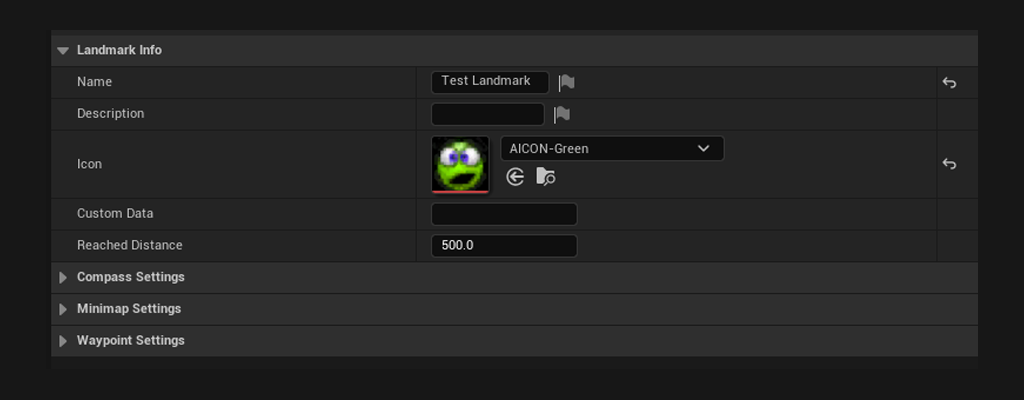 Landmark Info
Name
Test Landmark
Description
Icon
AICON-Green
Custom Data
Reached Distance
500.0
Compass Settings
Minimap Settings
Waypoint Settings